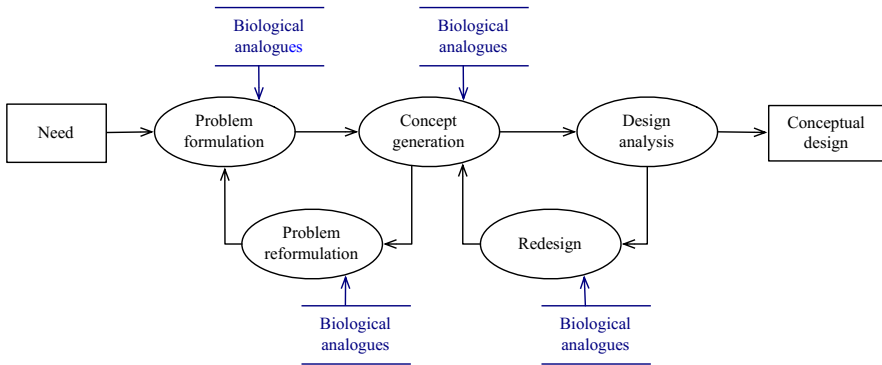 Biological
analogues
Biological
analogues
Need
Problem
formulation
Concept
generation
Design
analysis
Conceptual
design
Problem
reformulation
Redesign
Biological
analogues
Biological
analogues